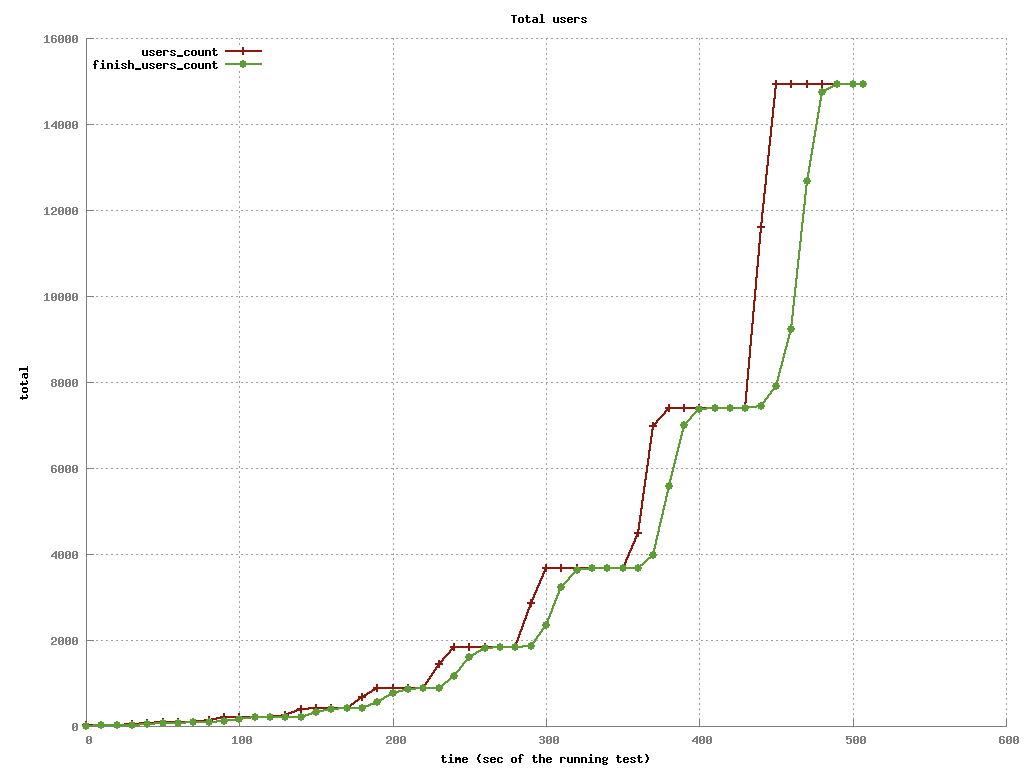 Total users
16000
users_count
finish_users_count
14000
12000
10000
8000
total
6000
4000
2000
0
0 100 200 300 400 500 600
time (sec of the running test)